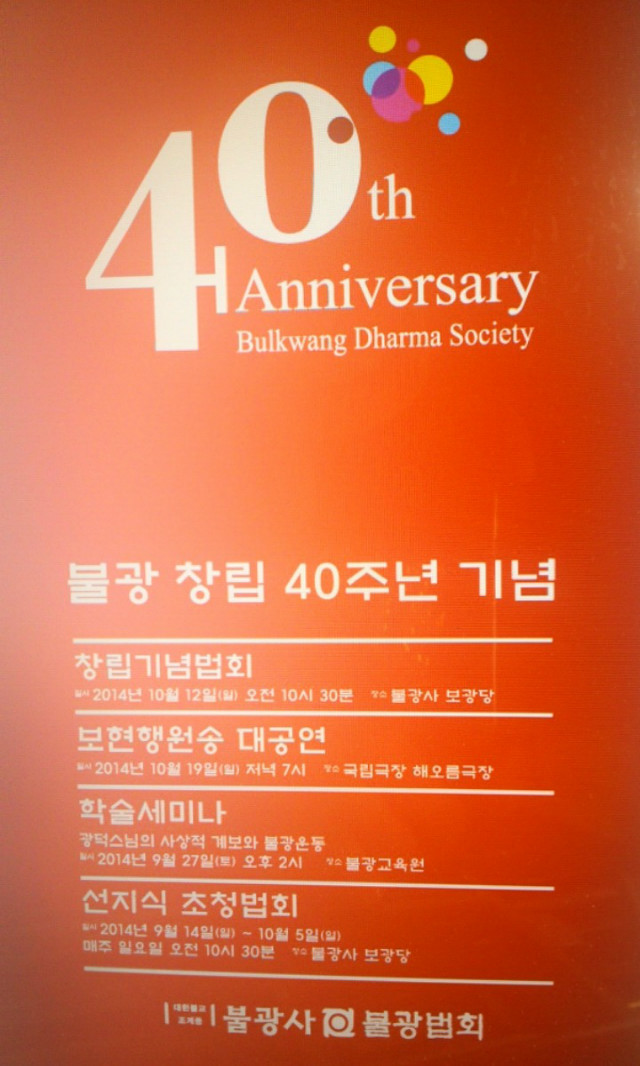 40th
Anniversary
Bulkwang Dharma Society
불광 창립 40주년 기념
창립기념법회
일시 2014년 10월 12일(일) 오전 10시 30분 장소 불광사 보광당
보현행원송 대공연
일시 2014년 10월 19일(일) 저녁 7시 장소 국립극장 해오름극장
학술세미나
광덕스님의 사상적 계보와 불광운동
일시 2014년 9월 27일(토) 오후 2시 장소 불광교육원
선지식 초청법회
일시 2014년 9월 14일(일) ~ 10월 5일(일)
매주 일요일 오전 10시 30분 장소 불광사 보광당
대한불교
조계종
불광사 불광법회